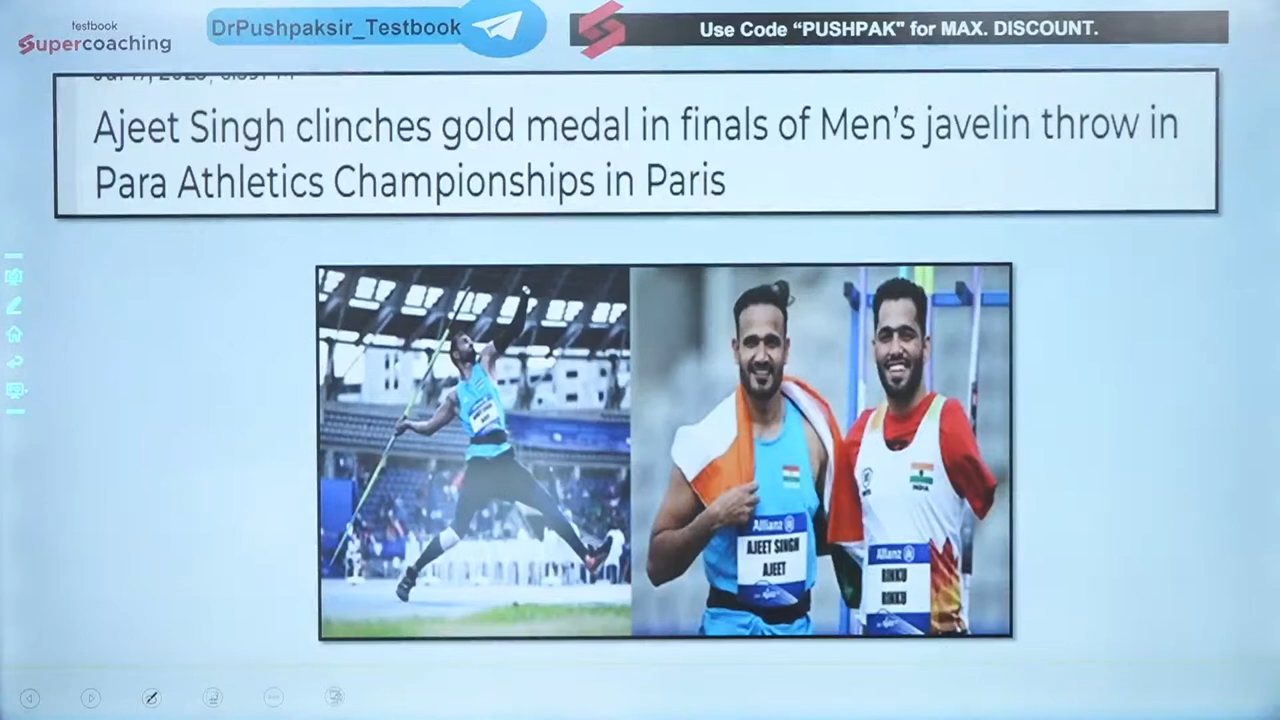 testbook
Supercoaching
DrPushpaksir_Testbook
Use Code “PUSHPAK" for MAX. DISCOUNT.
Ajeet Singh clinches gold medal in finals of Men’s javelin throw in
Para Athletics Championships in Paris
Allianz
AJEET SINGH
AJEET
INDIA
Allianz
RINKU
RINKU